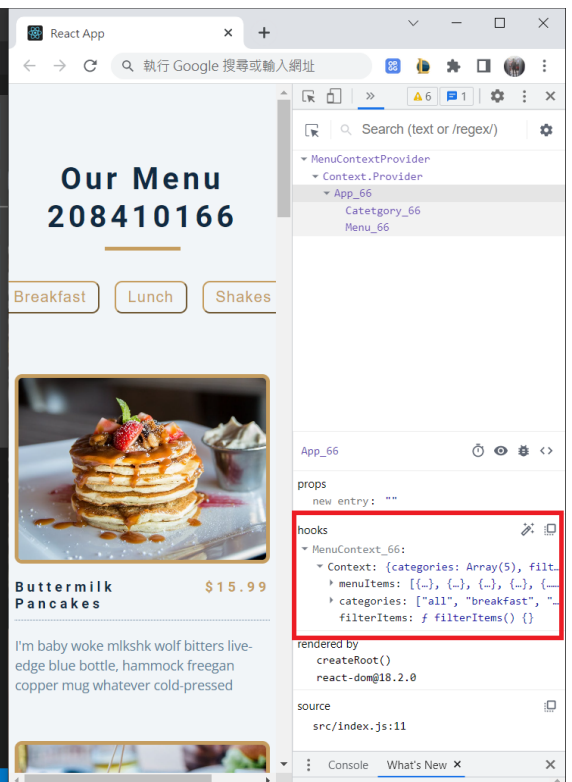 React App
執行 Google 搜尋或輸入網址
6
1
Search (text or /regex/)
Our Menu
208410166
Breakfast
Lunch
Shakes
Buttermilk
Pancakes
$15.99
I'm baby woke mlkshk wolf bitters live-
edge blue bottle, hammock freegan
copper mug whatever cold-pressed
MenuContextProvider
Context.Provider
App_66
Catetgory_66
Menu_66
App_66
props
new entry: ""
hooks
MenuContext_66:
Context: {categories: Array(5), filt…
menuItems: [{…}, {…}, {…}, {…}, {……
categories: ["all", "breakfast", "…
filterItems: ƒ filterItems() {}
rendered by
createRoot()
react-dom@18.2.0
source
src/index.js:11
Console
What's New